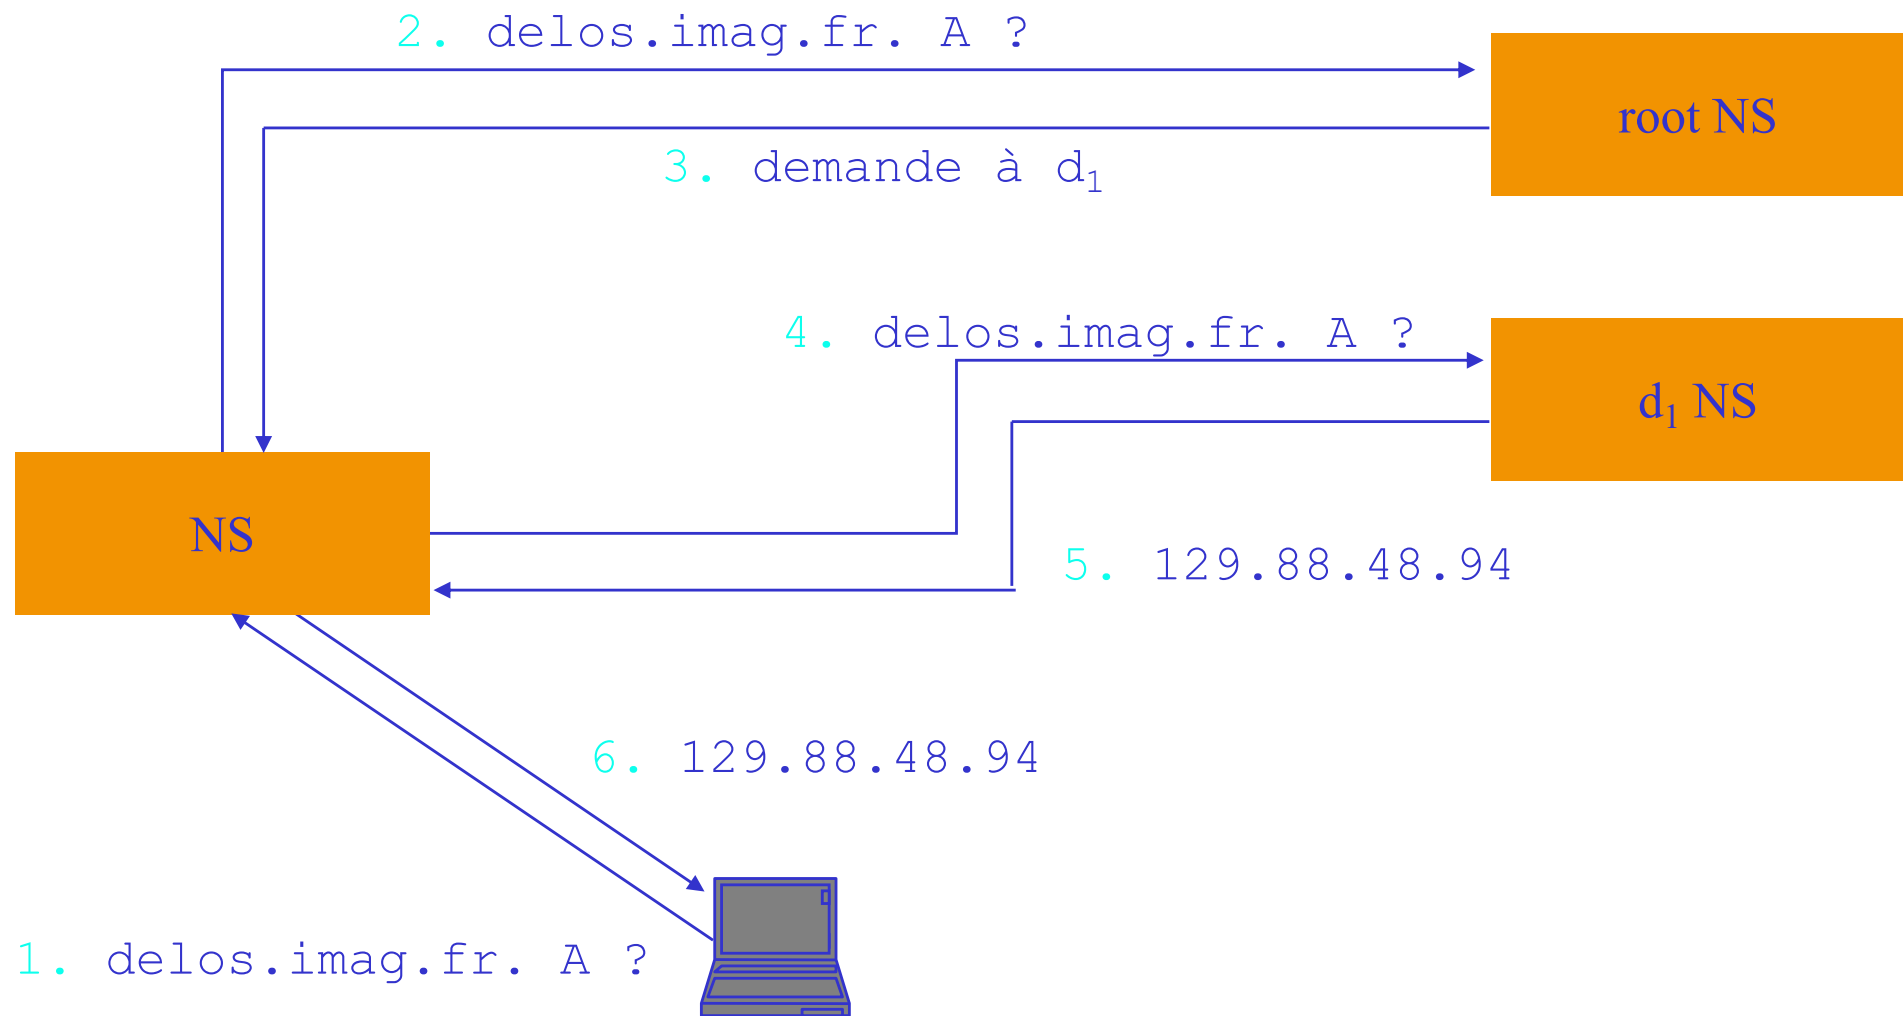 2. delos.imag.fr. A ?
root NS
3. demande à d₁
4. delos.imag.fr. A ?
d₁ NS
NS
5. 129.88.48.94
6. 129.88.48.94
1. delos.imag.fr. A ?